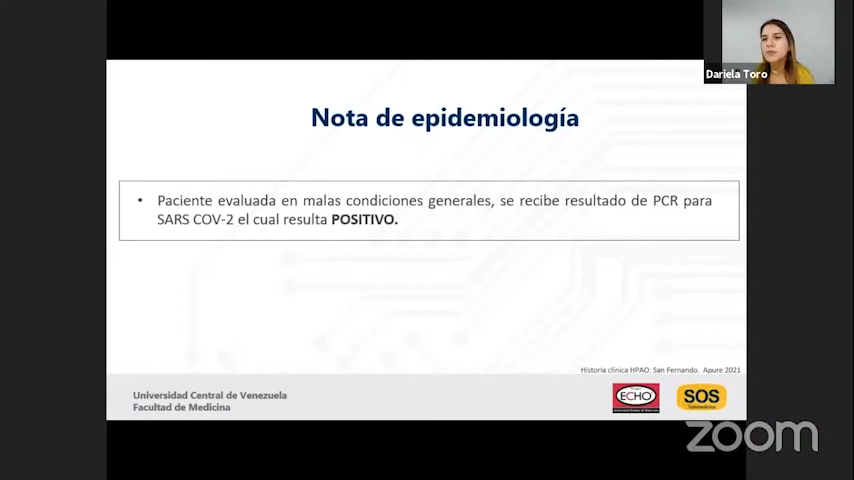 Dariela Toro
Nota de epidemiología
• Paciente evaluada en malas condiciones generales, se recibe resultado de PCR para
SARS COV-2 el cual resulta POSITIVO.
Historia clínica HPAO: San Fernando. Apure 2021
Universidad Central de Venezuela
Facultad de Medicina
ECHO
SOS
Telemedicina
zoom